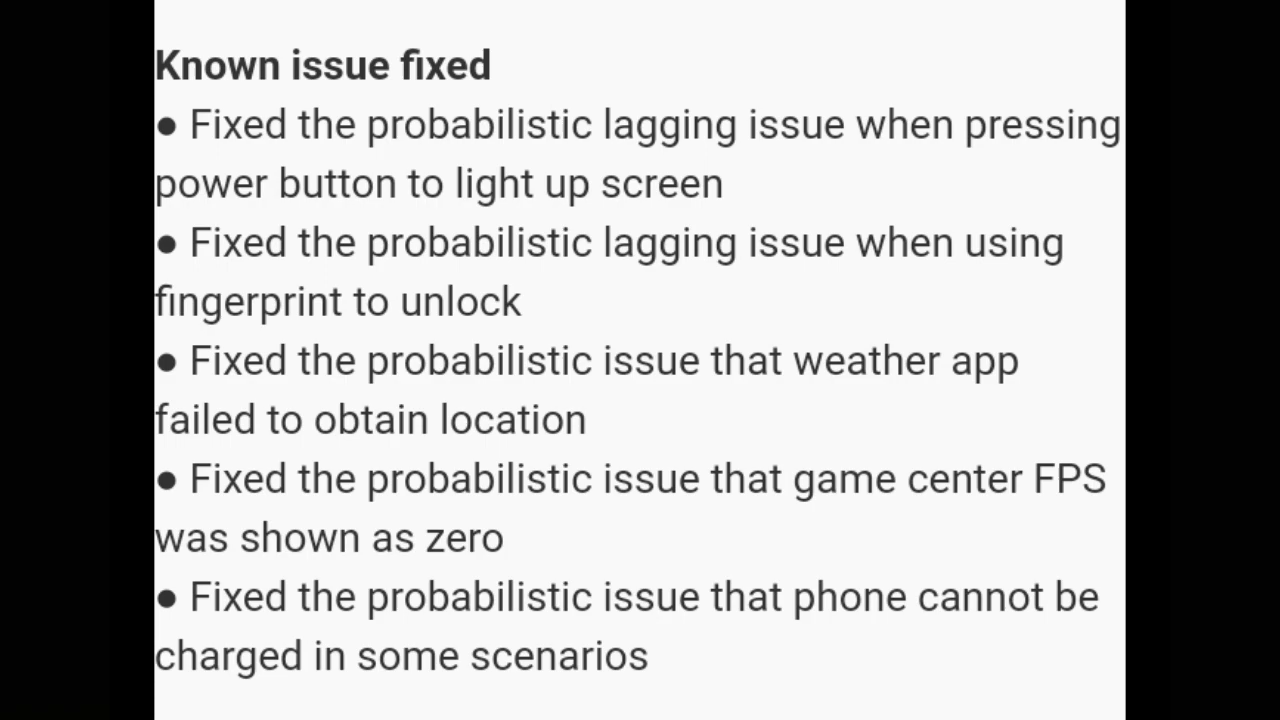 Known issue fixed
● Fixed the probabilistic lagging issue when pressing
power button to light up screen
● Fixed the probabilistic lagging issue when using
fingerprint to unlock
● Fixed the probabilistic issue that weather app
failed to obtain location
● Fixed the probabilistic issue that game center FPS
was shown as zero
● Fixed the probabilistic issue that phone cannot be
charged in some scenarios